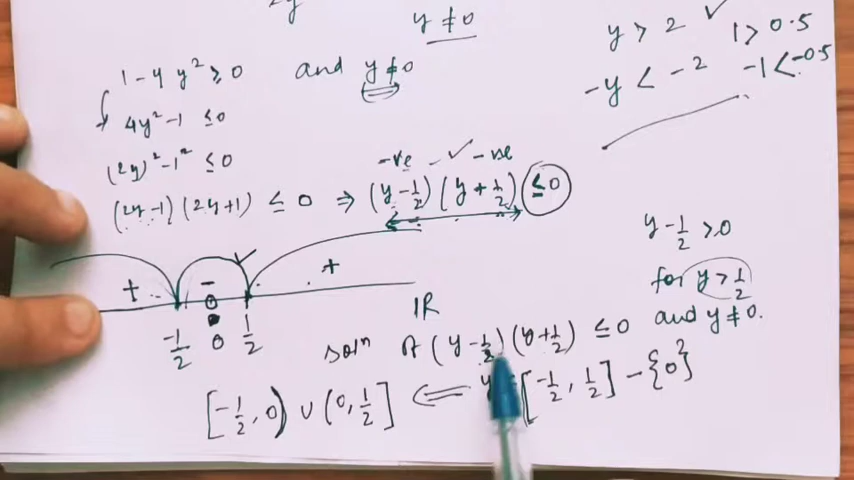 2y
y ≠ 0
y > 2 ✓ 1 > 0.5
-y < -2 -1 < -0.5
1 - 4y² ≥ 0 and y ≠ 0
4y² - 1 ≤ 0
(2y)² - 1² ≤ 0
-ve ✓ -ve
(2y-1)(2y+1) ≤ 0 ⇒ (y - 1/2)(y + 1/2) ≤ 0
y - 1/2 > 0
for y > 1/2
+ - +
-1/2 0 1/2
IR
soln of (y - 1/2)(y + 1/2) ≤ 0 and y ≠ 0.
[-1/2, 0) ∪ (0, 1/2] ⇐ [-1/2, 1/2] - {0}